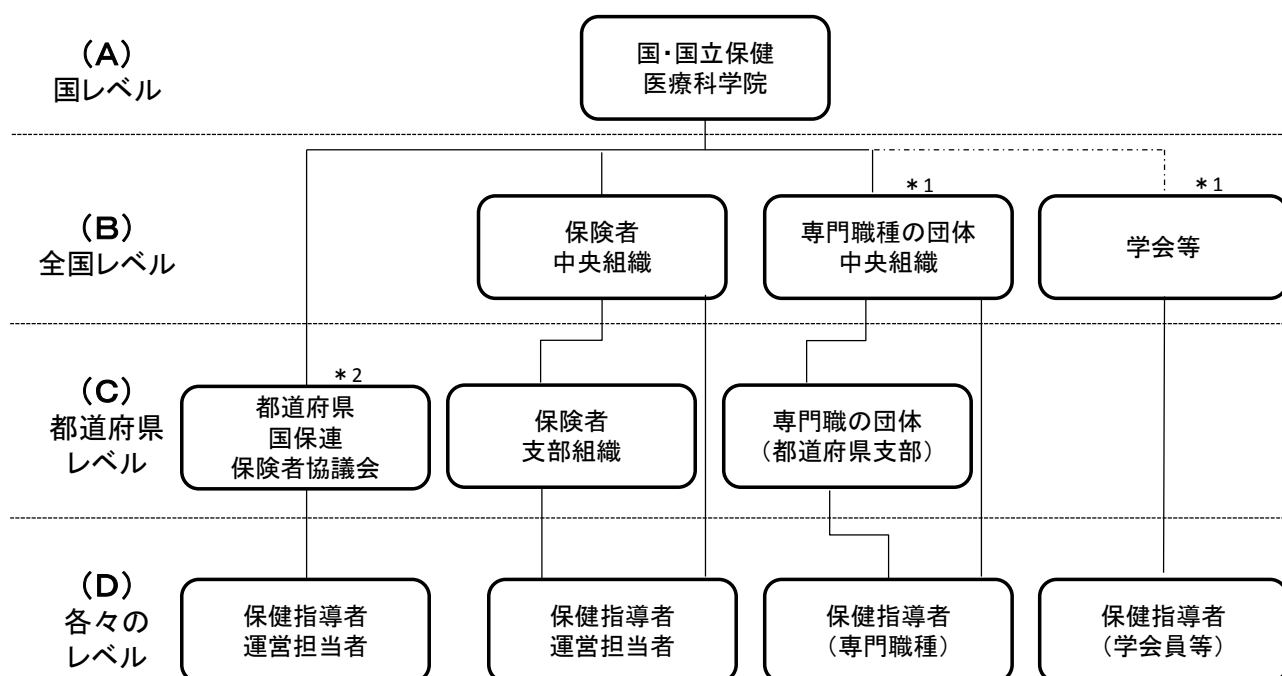 （A）
国レベル
国・国立保健
医療科学院
（B）
全国レベル
保険者
中央組織
＊1
専門職種の団体
中央組織
＊1
学会等
（C）
都道府県
レベル
＊2
都道府県
国保連
保険者協議会
保険者
支部組織
専門職の団体
（都道府県支部）
（D）
各々の
レベル
保健指導者
運営担当者
保健指導者
運営担当者
保健指導者
（専門職種）
保健指導者
（学会員等）